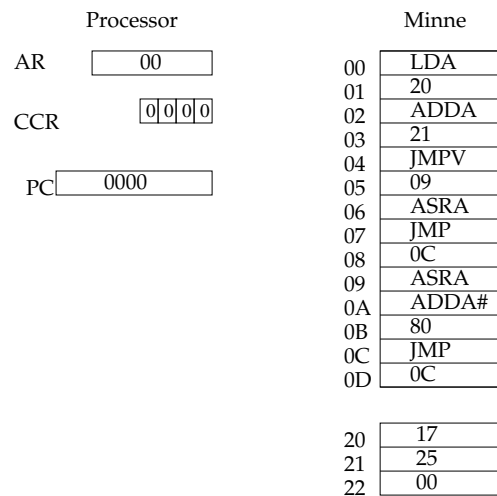 Processor
AR 00
CCR 0 0 0 0
PC 0000
Minne
00 LDA
01 20
02 ADDA
03 21
04 JMPV
05 09
06 ASRA
07 JMP
08 0C
09 ASRA
0A ADDA#
0B 80
0C JMP
0D 0C
20 17
21 25
22 00